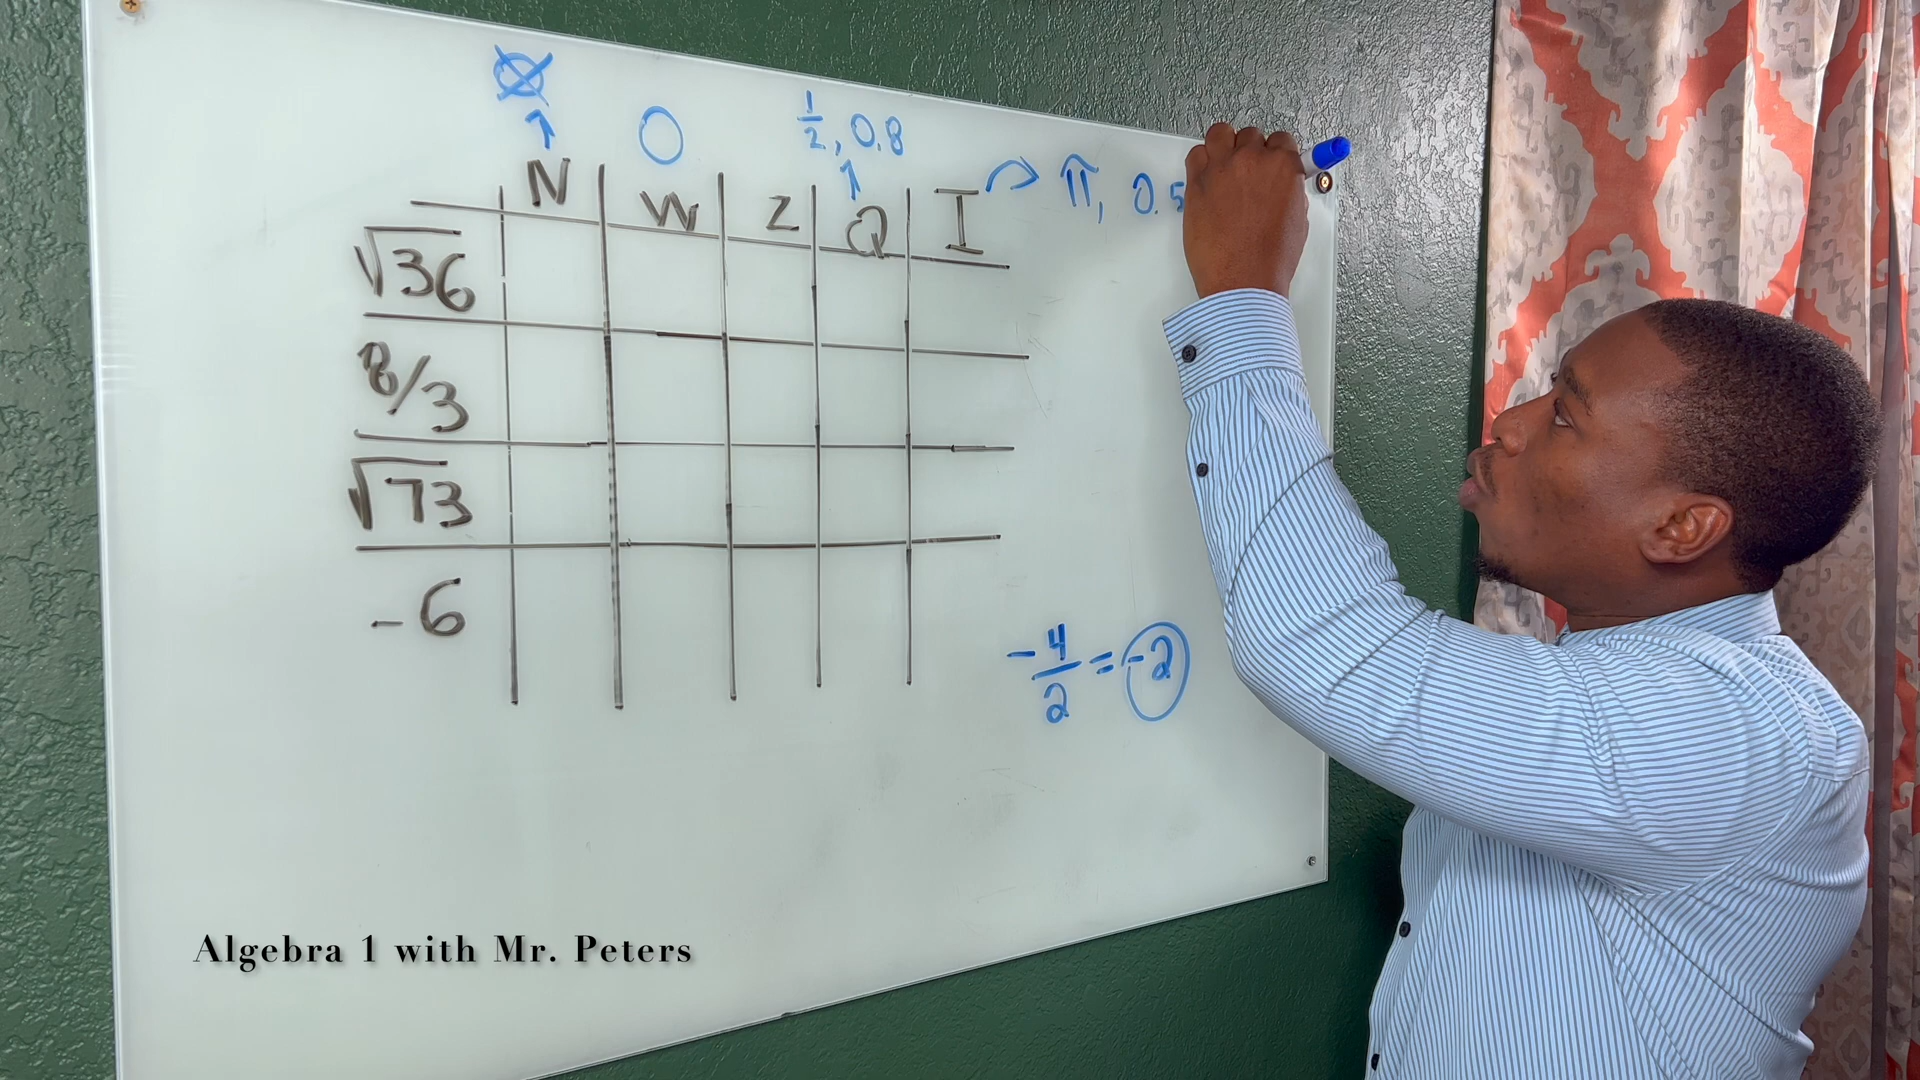 0
0
1/2, 0.8
N W Z Q I → π, 0.5
√36
8/3
√73
-6
-4/2 = -2
Algebra 1 with Mr. Peters